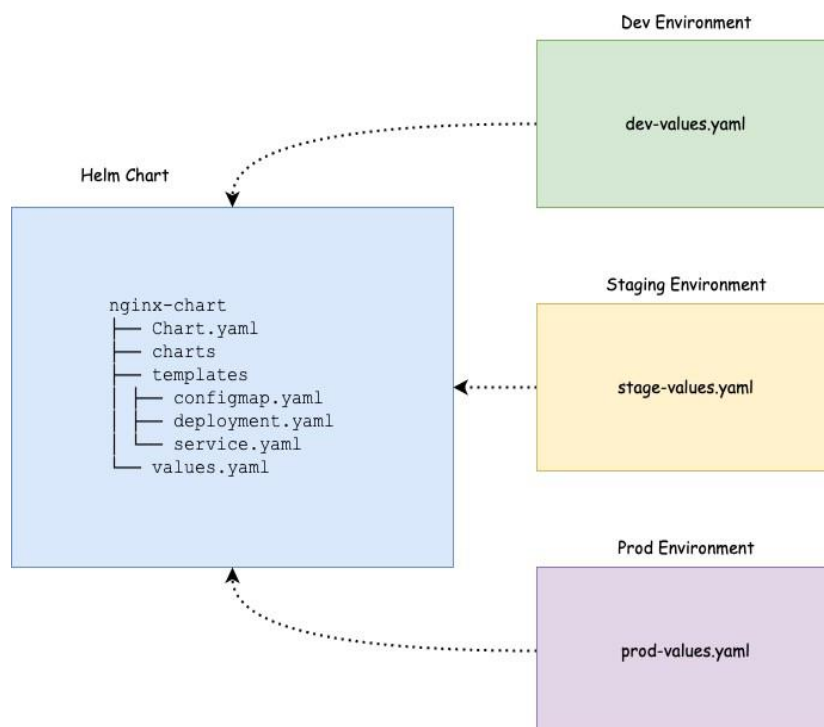 Dev Environment
dev-values.yaml
Helm Chart
nginx-chart
├── Chart.yaml
├── charts
├── templates
│   ├── configmap.yaml
│   ├── deployment.yaml
│   └── service.yaml
└── values.yaml
Staging Environment
stage-values.yaml
Prod Environment
prod-values.yaml